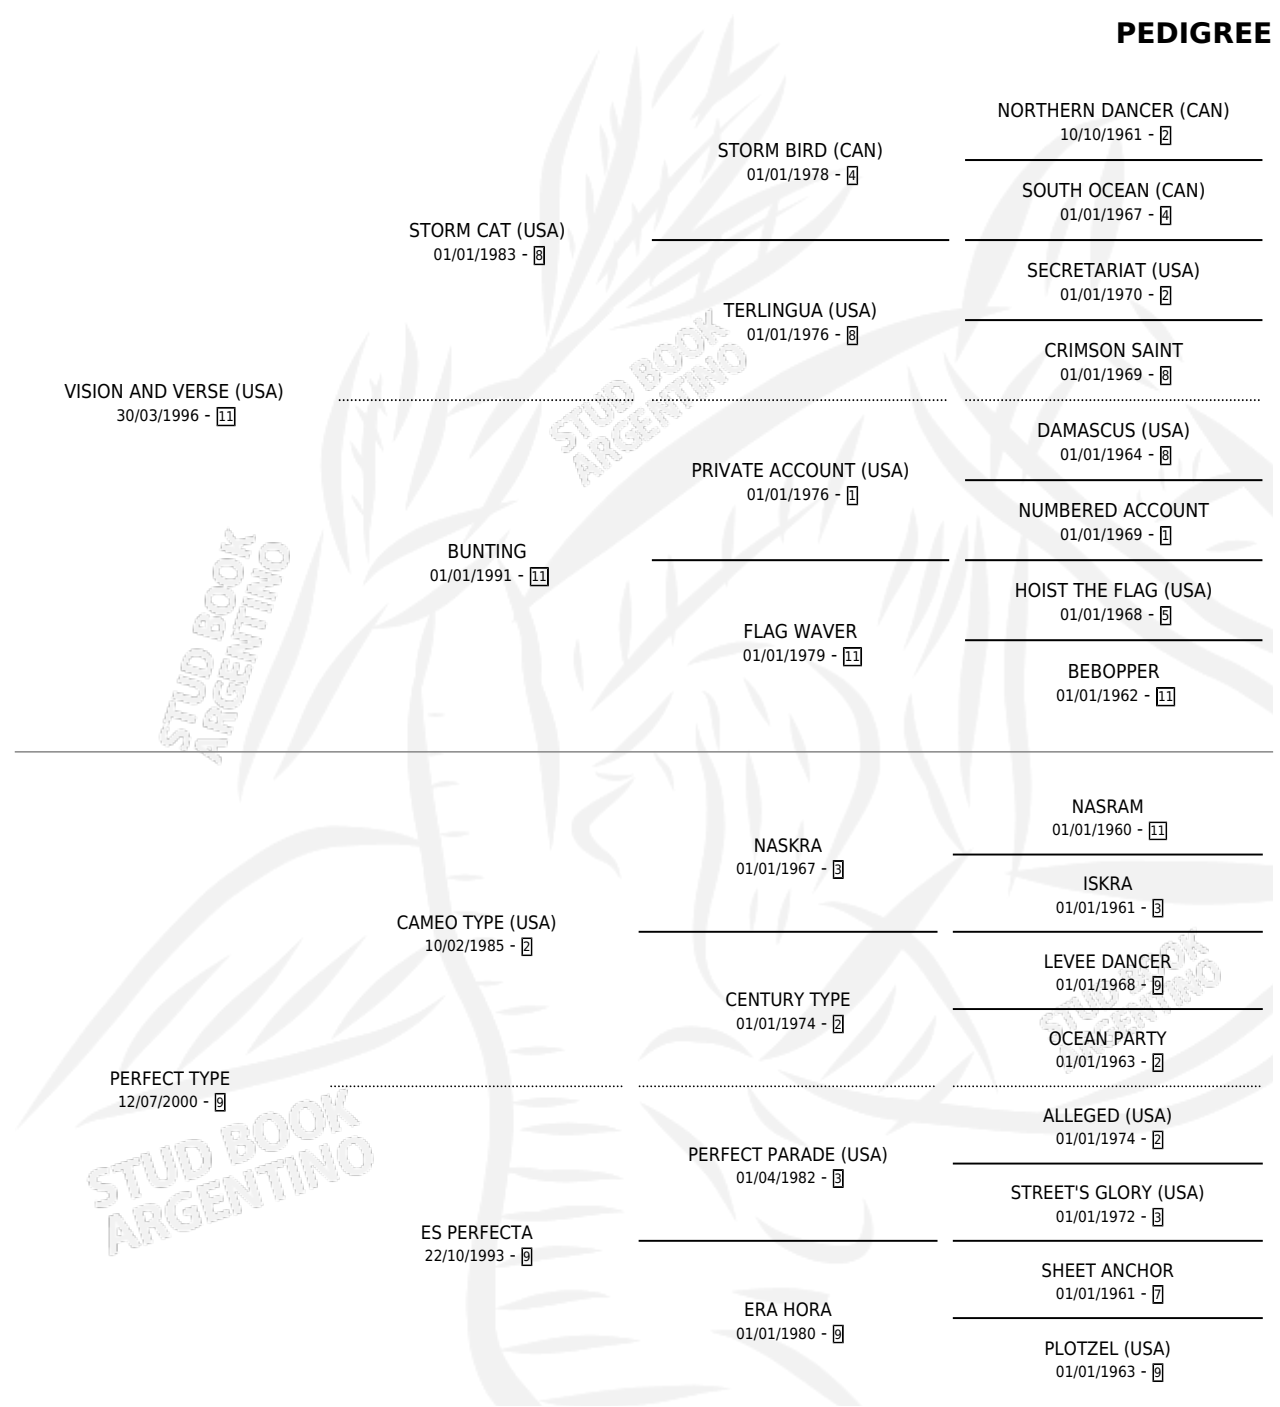 PEDIGREE
NORTHERN DANCER (CAN)
10/10/1961 - 2
STORM BIRD (CAN)
01/01/1978 - 4
SOUTH OCEAN (CAN)
01/01/1967 - 4
STORM CAT (USA)
01/01/1983 - 8
SECRETARIAT (USA)
01/01/1970 - 2
TERLINGUA (USA)
01/01/1976 - 8
CRIMSON SAINT
01/01/1969 - 8
VISION AND VERSE (USA)
30/03/1996 - 11
DAMASCUS (USA)
01/01/1964 - 8
PRIVATE ACCOUNT (USA)
01/01/1976 - 1
NUMBERED ACCOUNT
01/01/1969 - 1
BUNTING
01/01/1991 - 11
HOIST THE FLAG (USA)
01/01/1968 - 5
FLAG WAVER
01/01/1979 - 11
BEBOPPER
01/01/1962 - 11
NASRAM
01/01/1960 - 11
NASKRA
01/01/1967 - 3
ISKRA
01/01/1961 - 3
CAMEO TYPE (USA)
10/02/1985 - 2
LEVEE DANCER
01/01/1968 - 9
CENTURY TYPE
01/01/1974 - 2
OCEAN PARTY
01/01/1963 - 2
PERFECT TYPE
12/07/2000 - 9
ALLEGED (USA)
01/01/1974 - 2
PERFECT PARADE (USA)
01/04/1982 - 3
STREET'S GLORY (USA)
01/01/1972 - 3
ES PERFECTA
22/10/1993 - 9
SHEET ANCHOR
01/01/1961 - 7
ERA HORA
01/01/1980 - 9
PLOTZEL (USA)
01/01/1963 - 9
STUD BOOK
ARGENTINO
STUD BOOK
ARGENTINO
STUD BOOK
ARGENTINO
STUD BOOK
ARGENTINO